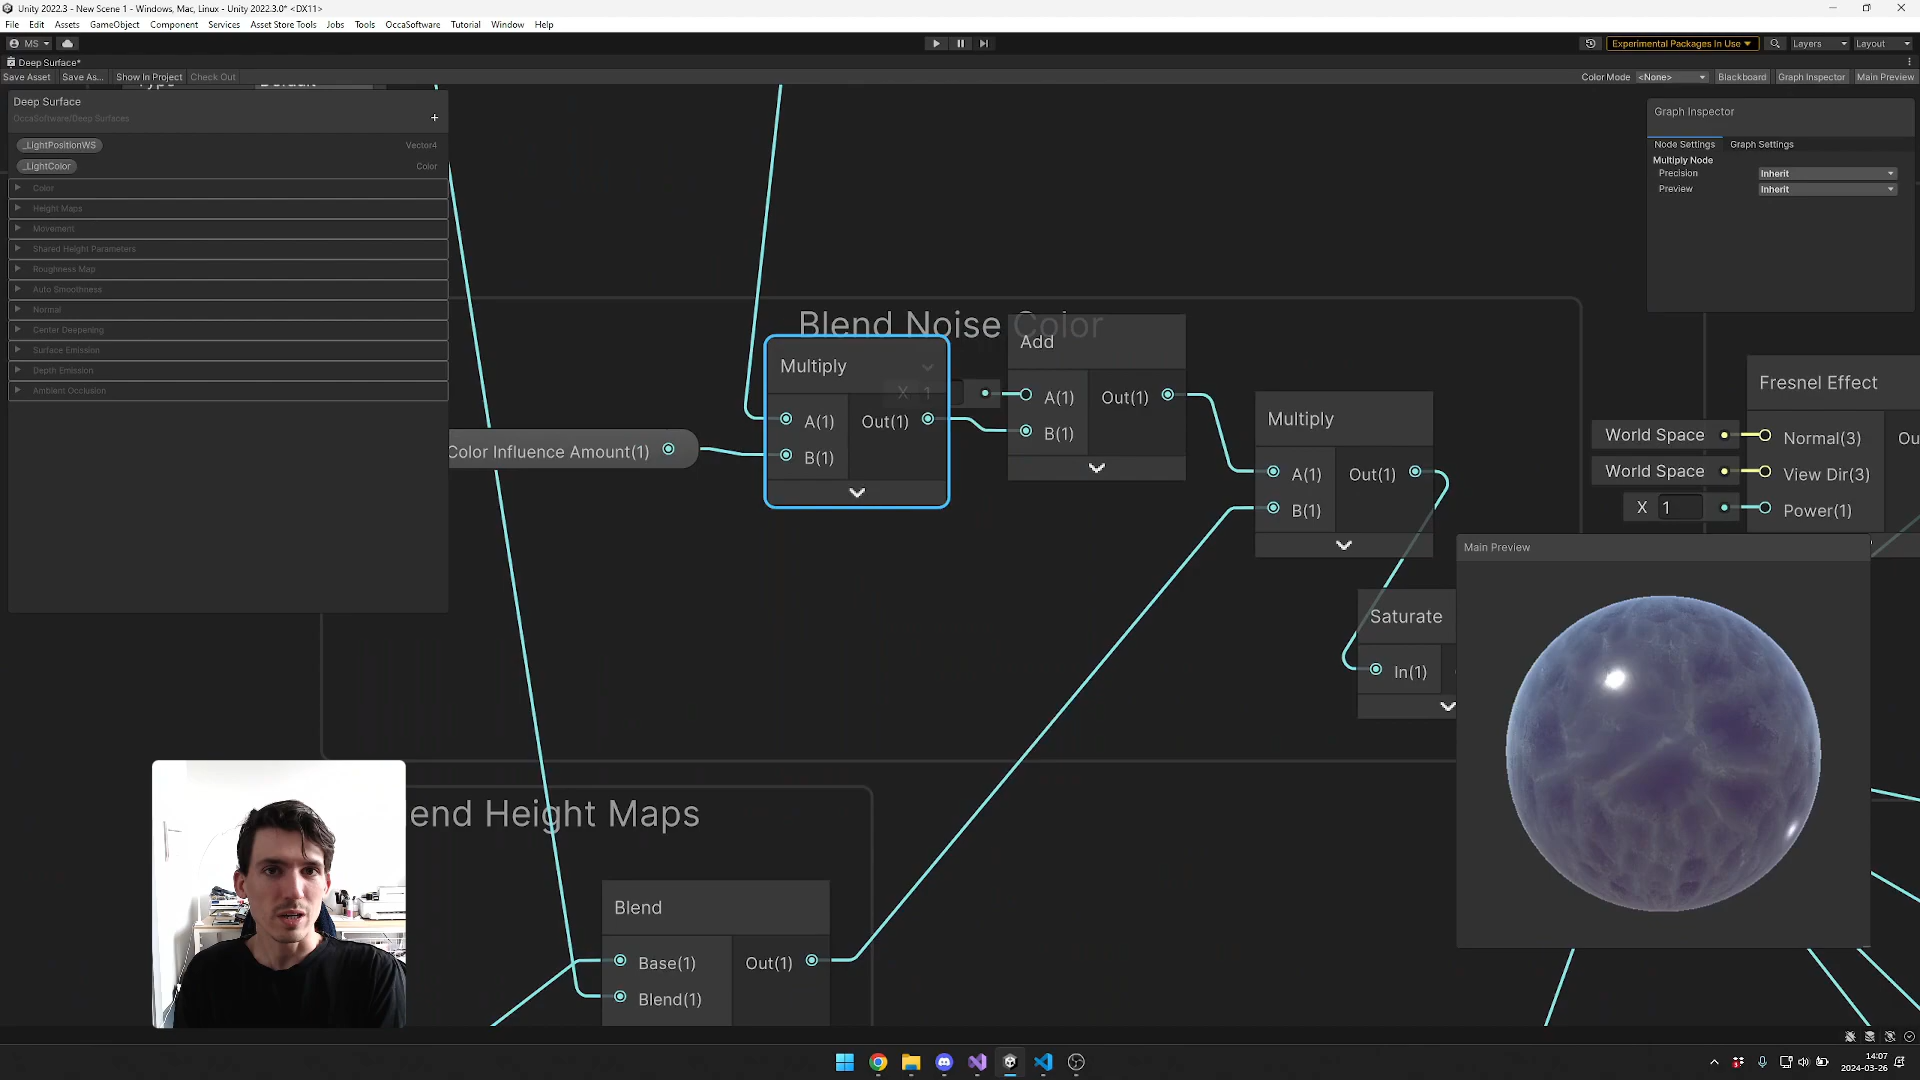 Unity 2022.3 - New Scene 1 - Windows, Mac, Linux - Unity 2022.3.0* <DX11>
File Edit Assets GameObject Component Services Asset Store Tools Jobs Tools OccaSoftware Tutorial Window Help
MS
Experimental Packages In Use
Layers
Layout
Deep Surface*
Save Asset Save As... Show In Project Check Out
Color Mode <None> Blackboard Graph Inspector Main Preview
Type Default
Deep Surface
OccaSoftware/Deep Surfaces
+
_LightPositionWS Vector4
_LightColor Color
Color
Height Maps
Movement
Shared Height Parameters
Roughness Map
Auto Smoothness
Normal
Center Deepening
Surface Emission
Depth Emission
Ambient Occlusion
Graph Inspector
Node Settings Graph Settings
Multiply Node
Precision Inherit
Preview Inherit
Blend Noise Color
Color Influence Amount(1)
Multiply
A(1) Out(1)
B(1)
X 1
Add
A(1) Out(1)
B(1)
Multiply
A(1) Out(1)
B(1)
Saturate
In(1)
Fresnel Effect
World Space Normal(3) Ou
World Space View Dir(3)
X 1 Power(1)
Main Preview
end Height Maps
Blend
Base(1) Out(1)
Blend(1)
14:07
2024-03-26